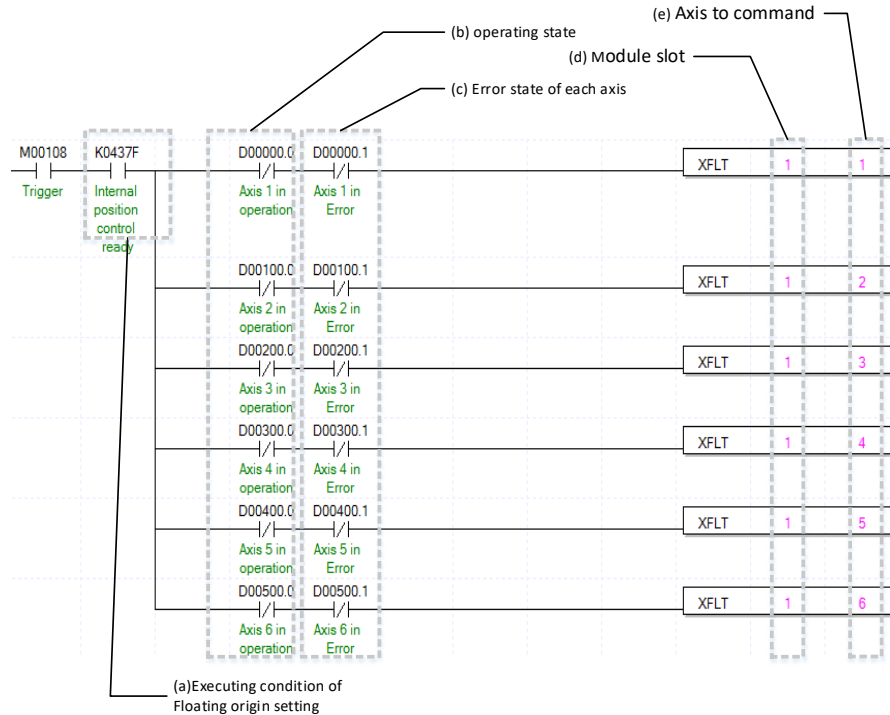 (e) Axis to command
(b) operating state
(d) Module slot
(c) Error state of each axis
M00108 K0437F D00000.0 D00000.1
XFLT 1 1
Trigger Internal position control ready
Axis 1 in operation Axis 1 in Error
D00100.0 D00100.1
XFLT 1 2
Axis 2 in operation Axis 2 in Error
D00200.0 D00200.1
XFLT 1 3
Axis 3 in operation Axis 3 in Error
D00300.0 D00300.1
XFLT 1 4
Axis 4 in operation Axis 4 in Error
D00400.0 D00400.1
XFLT 1 5
Axis 5 in operation Axis 5 in Error
D00500.0 D00500.1
XFLT 1 6
Axis 6 in operation Axis 6 in Error
(a)Executing condition of
Floating origin setting